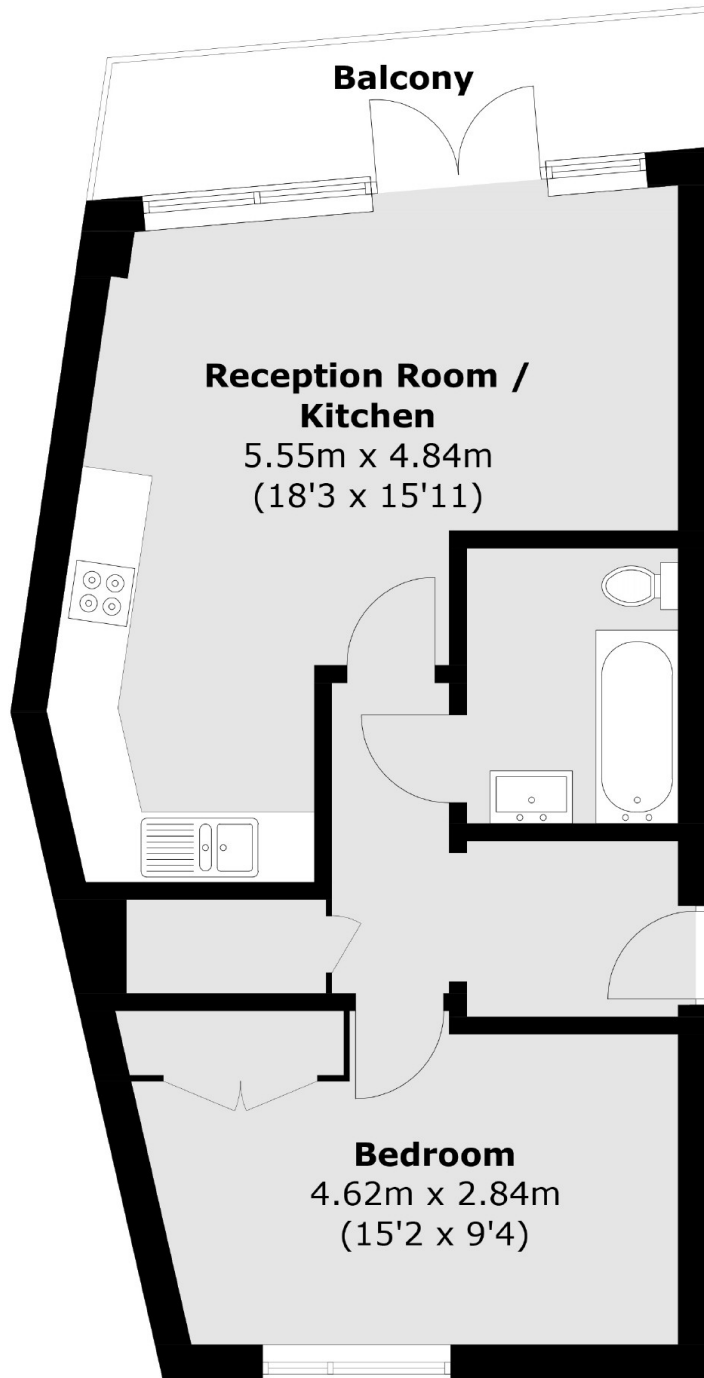 Balcony
Reception Room /
Kitchen
5.55m x 4.84m
(18'3 x 15'11)
Bedroom
4.62m x 2.84m
(15'2 x 9'4)